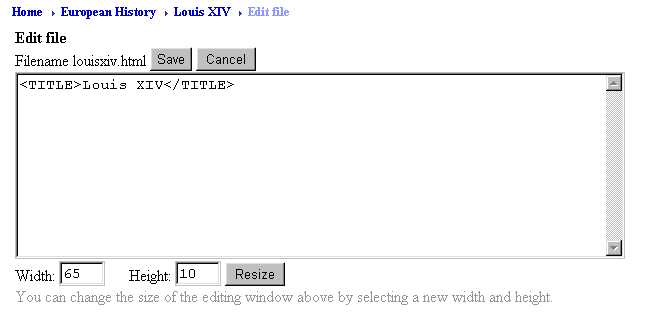 Home › European History › Louis XIV › Edit file
Edit file
Filename louisxiv.html Save Cancel
<TITLE>Louis XIV</TITLE>
Width: 65 Height: 10 Resize
You can change the size of the editing window above by selecting a new width and height.